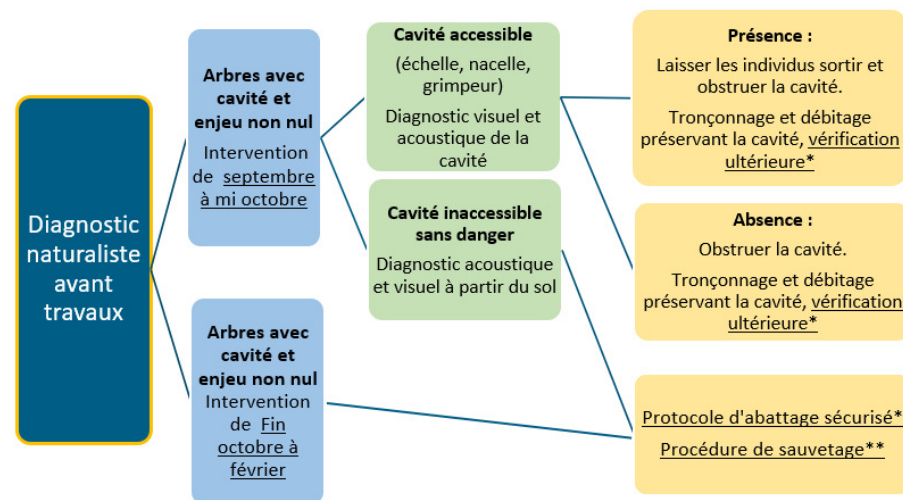 Diagnostic
naturaliste
avant
travaux
Arbres avec
cavité et
enjeu non nul
Intervention
de septembre
à mi octobre
Arbres avec
cavité et
enjeu non nul
Intervention
de Fin
octobre à
février
Cavité accessible
(échelle, nacelle,
grimpeur)
Diagnostic visuel et
acoustique de la
cavité
Cavité inaccessible
sans danger
Diagnostic acoustique
et visuel à partir du sol
Présence :
Laisser les individus sortir et
obstruer la cavité.
Tronçonnage et débitage
préservant la cavité, vérification
ultérieure*
Absence :
Obstruer la cavité.
Tronçonnage et débitage
préservant la cavité, vérification
ultérieure*
Protocole d'abattage sécurisé*
Procédure de sauvetage**